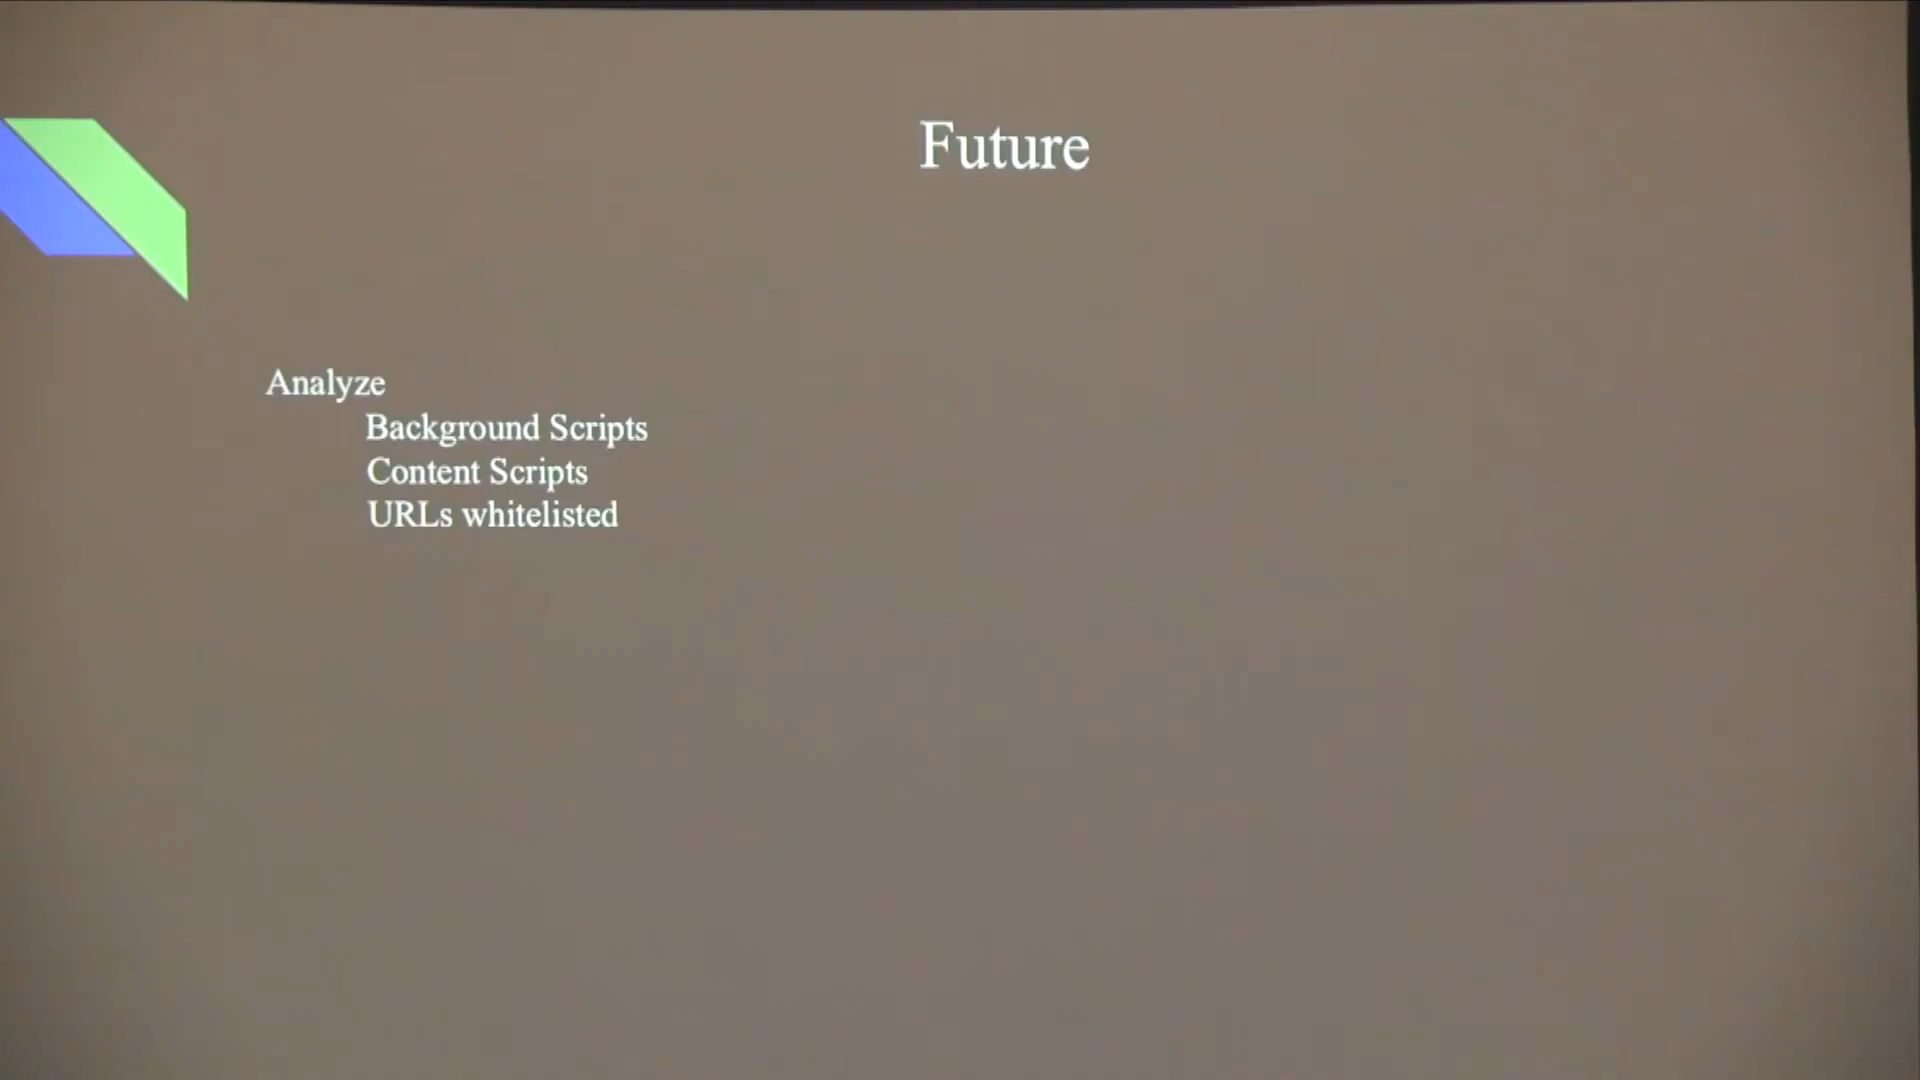 Future
Analyze
Background Scripts
Content Scripts
URLs whitelisted